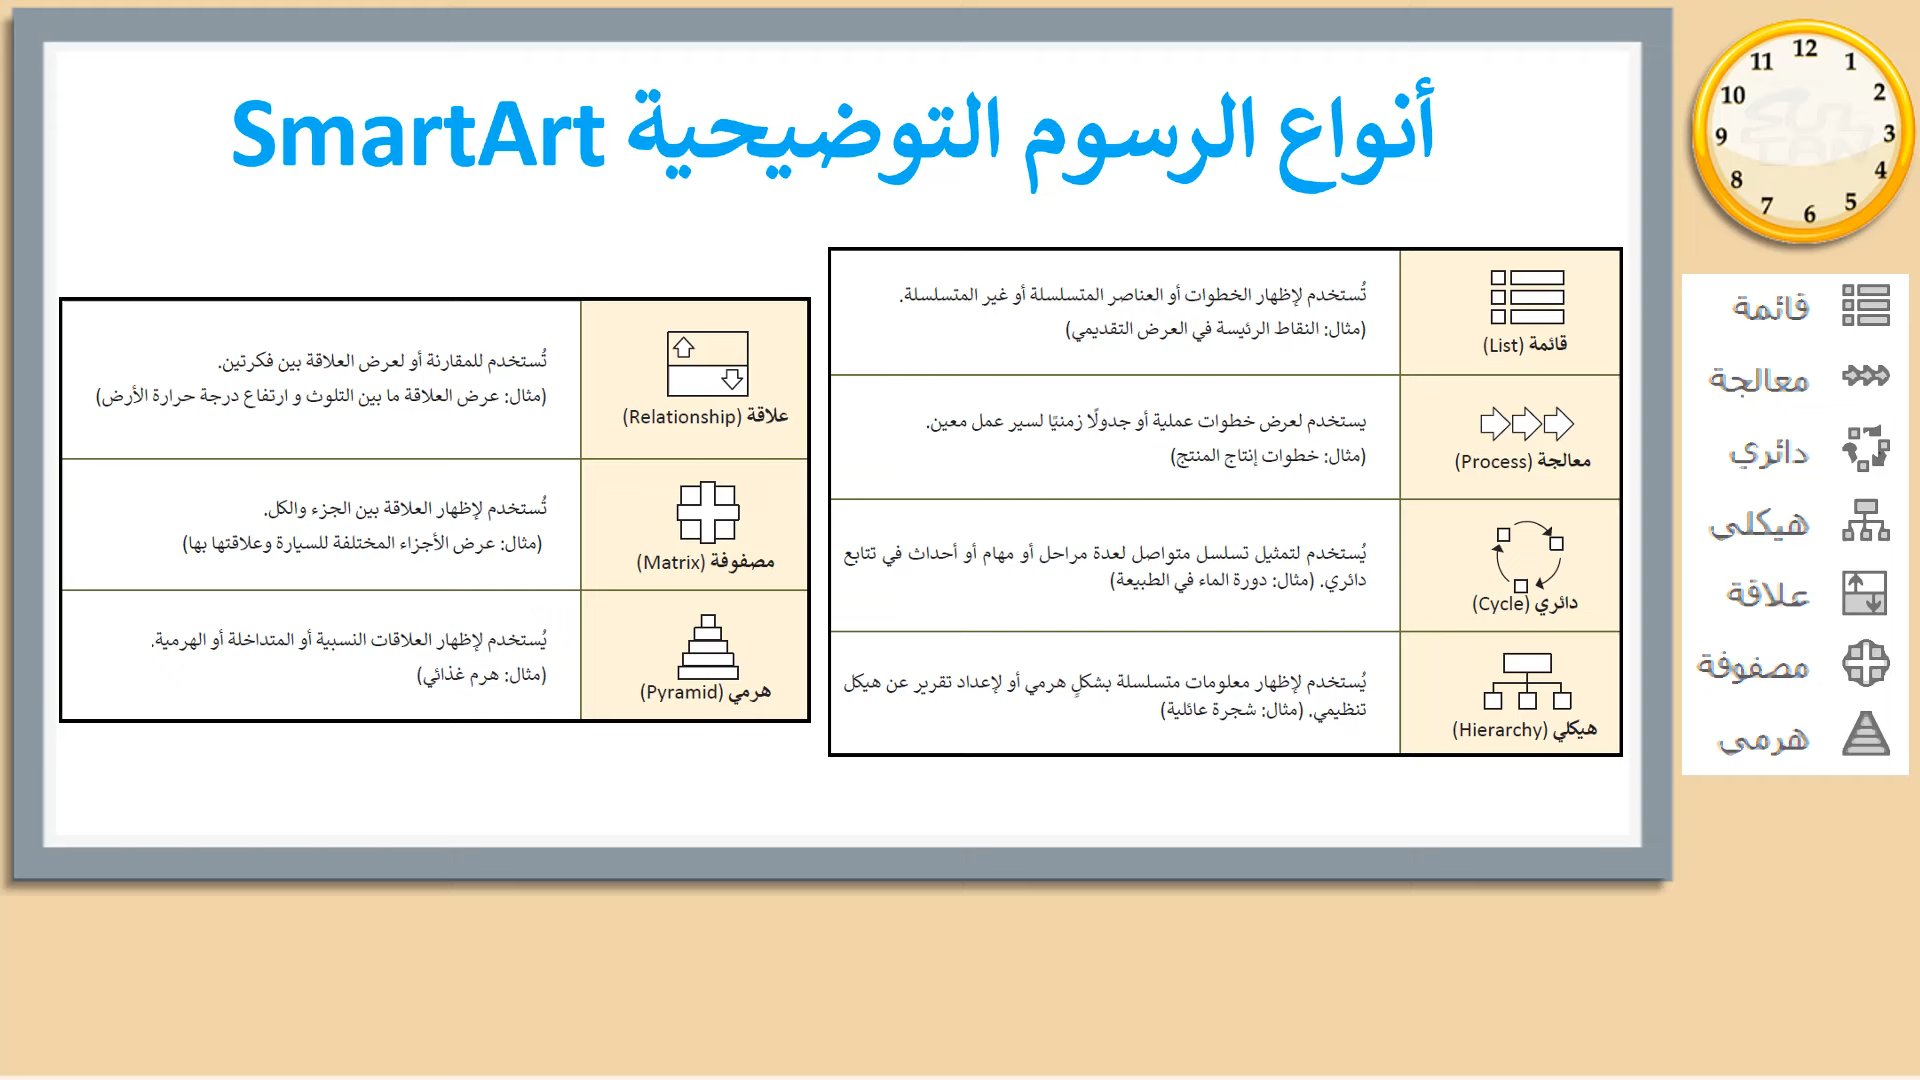 أنواع الرسوم التوضيحية SmartArt
تُستخدم لإظهار الخطوات أو العناصر المتسلسلة أو غير المتسلسلة.
(مثال: النقاط الرئيسة في العرض التقديمي)
قائمة (List)
يستخدم لعرض خطوات عملية أو جدولًا زمنيًا لسير عمل معين.
(مثال: خطوات إنتاج المنتج)
معالجة (Process)
يُستخدم لتمثيل تسلسل متواصل لعدة مراحل أو مهام أو أحداث في تتابع
دائري. (مثال: دورة الماء في الطبيعة)
دائري (Cycle)
يُستخدم لإظهار معلومات متسلسلة بشكلٍ هرمي أو لإعداد تقرير عن هيكل
تنظيمي. (مثال: شجرة عائلية)
هيكلي (Hierarchy)
تُستخدم للمقارنة أو لعرض العلاقة بين فكرتين.
(مثال: عرض العلاقة ما بين التلوث و ارتفاع درجة حرارة الأرض)
علاقة (Relationship)
تُستخدم لإظهار العلاقة بين الجزء والكل.
(مثال: عرض الأجزاء المختلفة للسيارة وعلاقتها بها)
مصفوفة (Matrix)
يُستخدم لإظهار العلاقات النسبية أو المتداخلة أو الهرمية.
(مثال: هرم غذائي)
هرمي (Pyramid)
12
1
2
3
4
5
6
7
8
9
10
11
قائمة
معالجة
دائري
هيكلي
علاقة
مصفوفة
هرمي